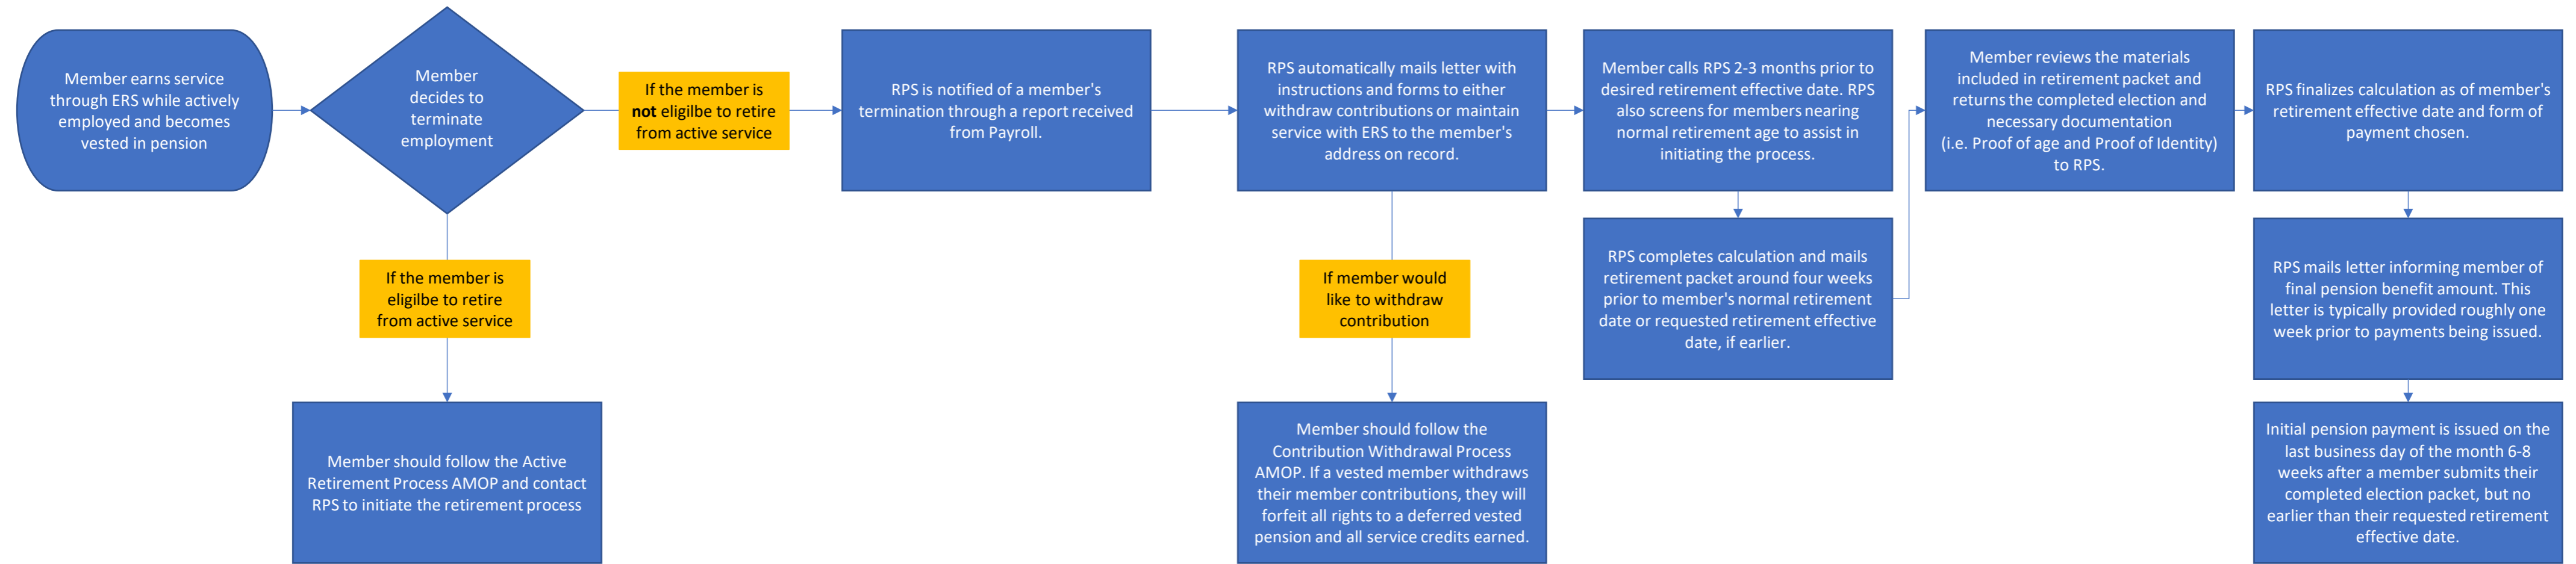 Member earns service
through ERS while actively
employed and becomes
vested in pension
Member
decides to
terminate
employment
If the member is
not eligilbe to retire
from active service
RPS is notified of a member's
termination through a report received
from Payroll.
RPS automatically mails letter with
instructions and forms to either
withdraw contributions or maintain
service with ERS to the member's
address on record.
Member calls RPS 2-3 months prior to
desired retirement effective date. RPS
also screens for members nearing
normal retirement age to assist in
initiating the process.
Member reviews the materials
included in retirement packet and
returns the completed election and
necessary documentation
(i.e. Proof of age and Proof of Identity)
to RPS.
RPS finalizes calculation as of member's
retirement effective date and form of
payment chosen.
If the member is
eligilbe to retire
from active service
If member would
like to withdraw
contribution
RPS completes calculation and mails
retirement packet around four weeks
prior to member's normal retirement
date or requested retirement effective
date, if earlier.
RPS mails letter informing member of
final pension benefit amount. This
letter is typically provided roughly one
week prior to payments being issued.
Member should follow the Active
Retirement Process AMOP and contact
RPS to initiate the retirement process
Member should follow the
Contribution Withdrawal Process
AMOP. If a vested member withdraws
their member contributions, they will
forfeit all rights to a deferred vested
pension and all service credits earned.
Initial pension payment is issued on the
last business day of the month 6-8
weeks after a member submits their
completed election packet, but no
earlier than their requested retirement
effective date.